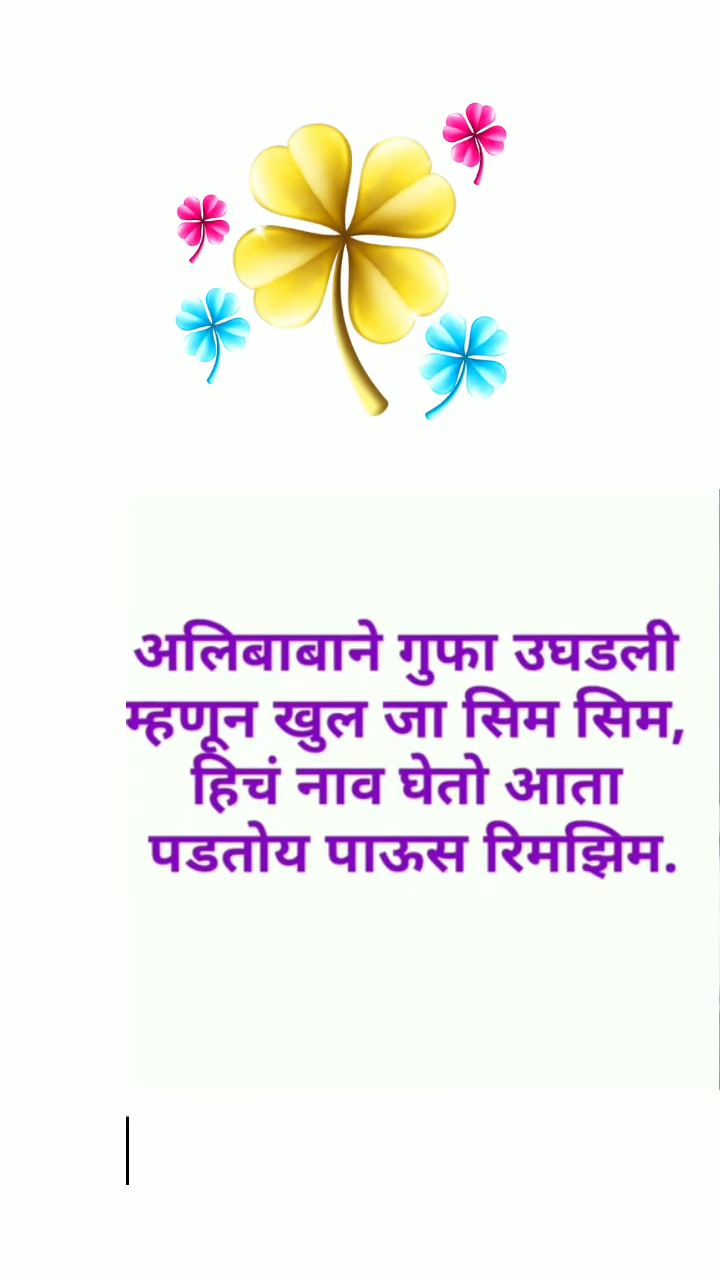 अलिबाबाने गुफा उघडली
म्हणून खुल जा सिम सिम,
हिचं नाव घेतो आता
पडतोय पाऊस रिमझिम.